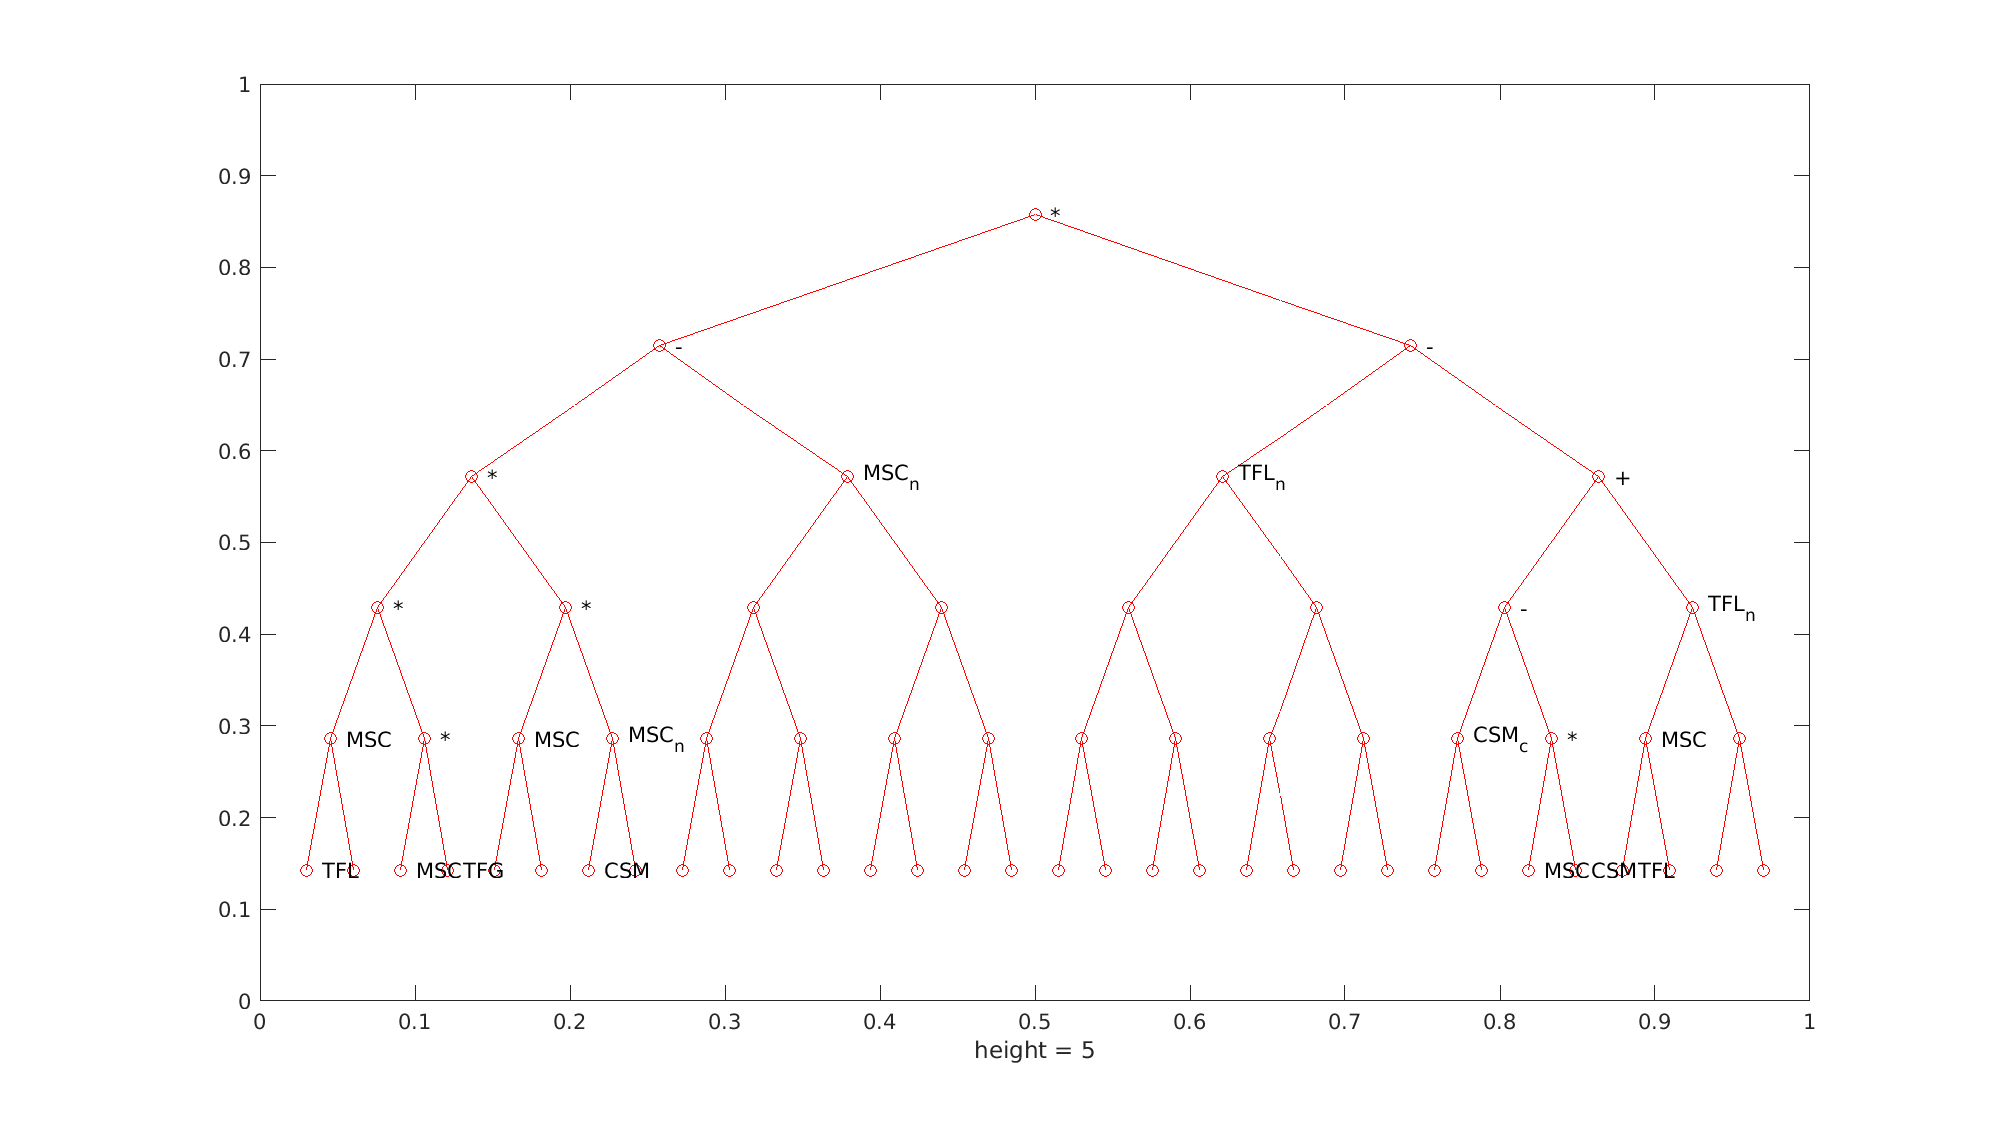 1
0.9
*
0.8
0.7 - -
0.6
* MSC_n TFL_n +
0.5
* * - TFL_n
0.4
0.3
MSC * MSC MSC_n CSM_c * MSC
0.2
TFL MSC TFG CSM MSC CSM TFL
0.1
0
0 0.1 0.2 0.3 0.4 0.5 0.6 0.7 0.8 0.9 1
height = 5